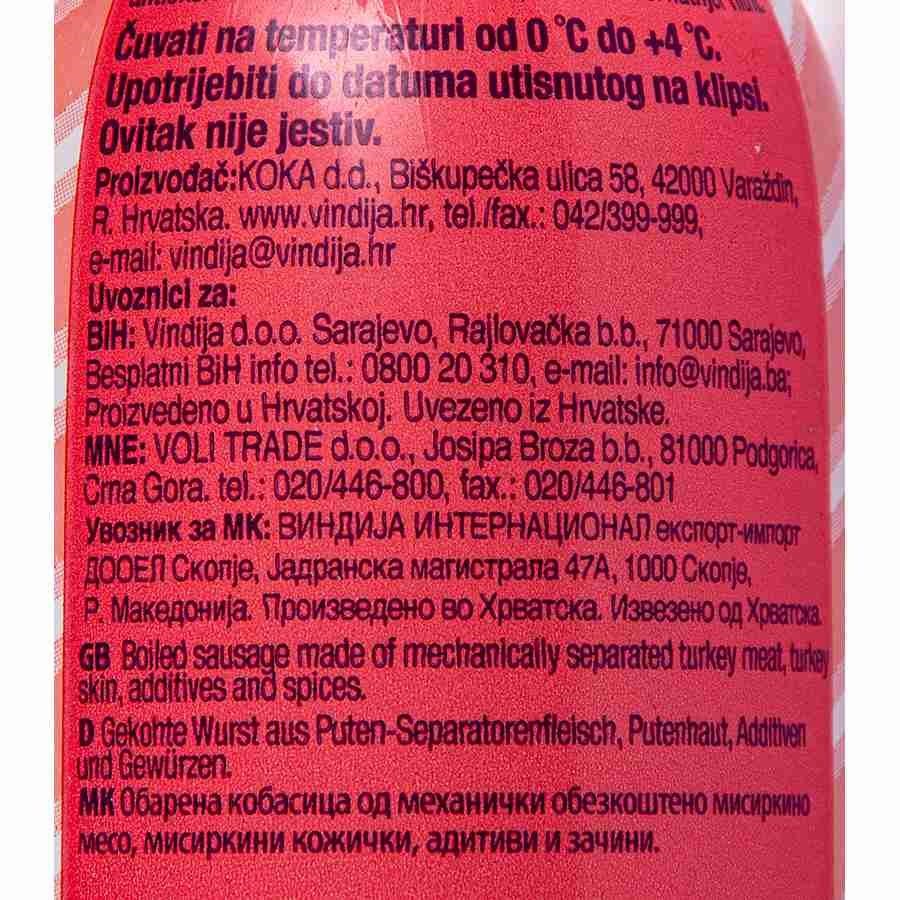 Čuvati na temperaturi od 0 °C do +4 °C.
Upotrijebiti do datuma utisnutog na klipsi.
Ovitak nije jestiv.
Proizvođač:KOKA d.d., Biškupečka ulica 58, 42000 Varaždin,
R. Hrvatska. www.vindija.hr, tel./fax.: 042/399-999,
e-mail: vindija@vindija.hr
Uvoznici za:
BIH: Vindija d.o.o. Sarajevo, Rajlovačka b.b., 71000 Sarajevo,
Besplatni BiH info tel.: 0800 20 310, e-mail: info@vindija.ba;
Proizvedeno u Hrvatskoj. Uvezeno iz Hrvatske.
MNE: VOLI TRADE d.o.o., Josipa Broza b.b., 81000 Podgorica,
Crna Gora. tel.: 020/446-800, fax.: 020/446-801
Увозник за МК: ВИНДИЈА ИНТЕРНАЦИОНАЛ експорт-импорт
ДООЕЛ Скопје, Јадранска магистрала 47А, 1000 Скопје,
Р. Македонија. Произведено во Хрватска. Извезено од Хрватска.
GB Boiled sausage made of mechanically separated turkey meat, turkey
skin, additives and spices.
D Gekohte Wurst aus Puten-Separatorenfleisch, Putenhaut, Additiven
und Gewürzen.
МК Обарена кобасица од механички обезкоштено мисиркино
месо, мисиркини кожички, адитиви и зачини.